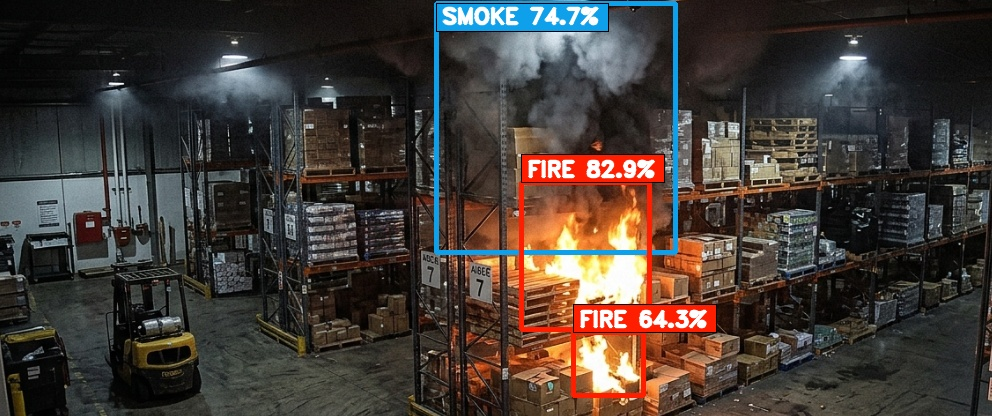 SMOKE 74.7%
FIRE 82.9%
7
7
FIRE 64.3%